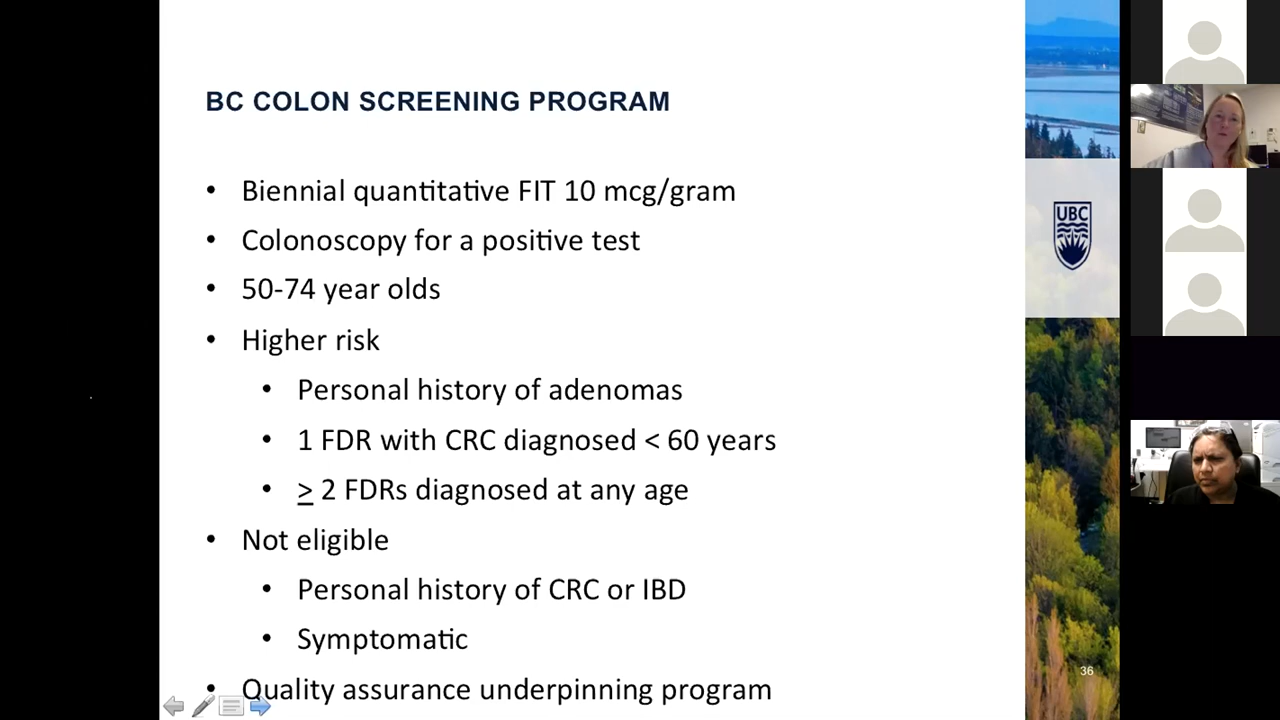 BC COLON SCREENING PROGRAM
• Biennial quantitative FIT 10 mcg/gram
• Colonoscopy for a positive test
• 50-74 year olds
• Higher risk
• Personal history of adenomas
• 1 FDR with CRC diagnosed < 60 years
• ≥ 2 FDRs diagnosed at any age
• Not eligible
• Personal history of CRC or IBD
• Symptomatic
• Quality assurance underpinning program
UBC
36